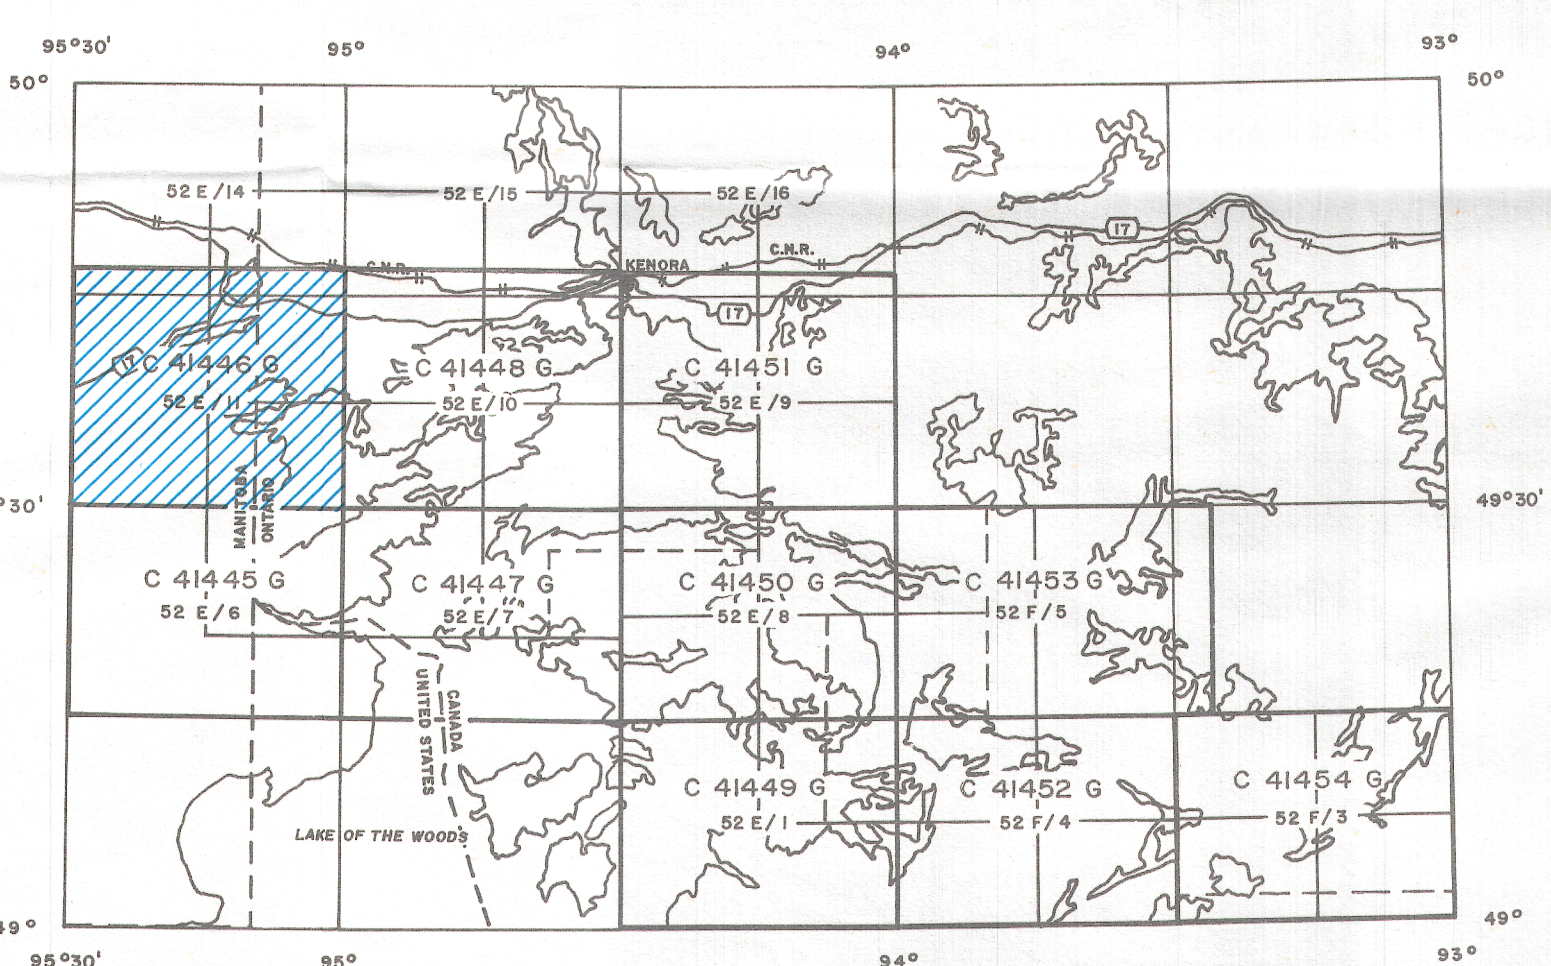 95°30' 95° 94° 93°
50° 50°
52 E/14 52 E/15 52 E/16
17
C.N.R.
C.N.R. KENORA
17
17
C 41446 G C 41448 G C 41451 G
52 E/11 52 E/10 52 E/9
°30' 49°30'
MANITOBA
ONTARIO
C 41445 G C 41447 G C 41450 G C 41453 G
52 E/6 52 E/7 52 E/8 52 F/5
CANADA
UNITED STATES
C 41449 G C 41452 G C 41454 G
52 E/1 52 F/4 52 F/3
LAKE OF THE WOODS
49° 49°
95°30' 95° 94° 93°